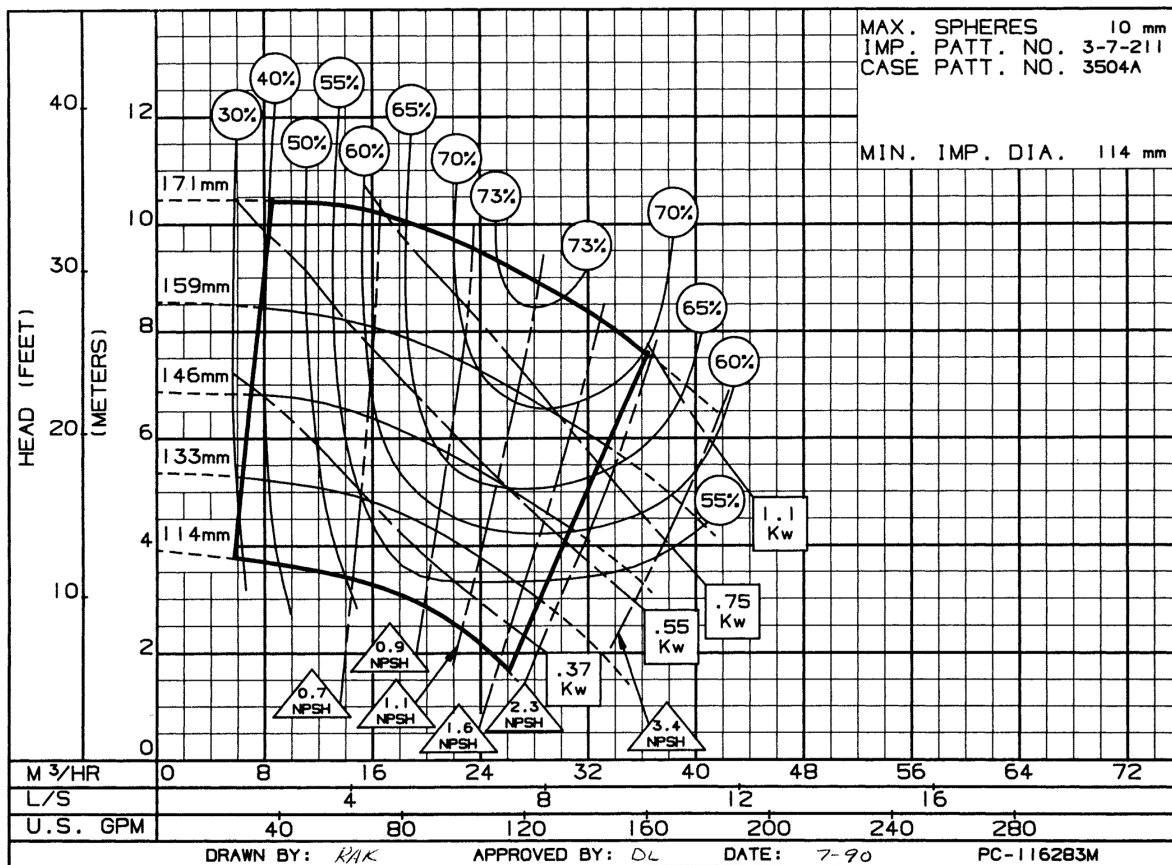 MAX. SPHERES 10 mm
IMP. PATT. NO. 3-7-211
CASE PATT. NO. 3504A
MIN. IMP. DIA. 114 mm
40%
55%
30%
65%
50%
60%
70%
73%
70%
73%
65%
60%
55%
HEAD (FEET)
(METERS)
40
30
20
10
12
10
8
6
4
2
0
171mm
159mm
146mm
133mm
114mm
1.1 Kw
.75 Kw
.55 Kw
.37 Kw
0.7 NPSH
0.9 NPSH
1.1 NPSH
1.6 NPSH
2.3 NPSH
3.4 NPSH
M³/HR 0 8 16 24 32 40 48 56 64 72
L/S 4 8 12 16
U.S. GPM 40 80 120 160 200 240 280
DRAWN BY: RAK APPROVED BY: DL DATE: 7-90 PC-116283M